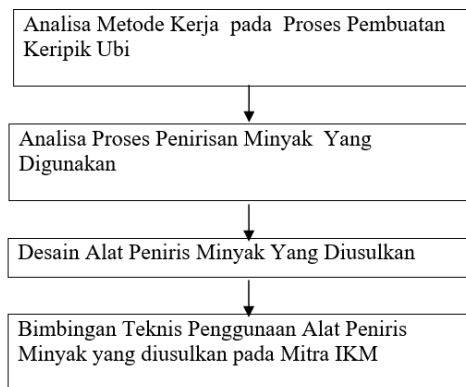 Analisa Metode Kerja pada Proses Pembuatan
Keripik Ubi
Analisa Proses Penirisan Minyak Yang
Digunakan
Desain Alat Peniris Minyak Yang Diusulkan
Bimbingan Teknis Penggunaan Alat Peniris
Minyak yang diusulkan pada Mitra IKM